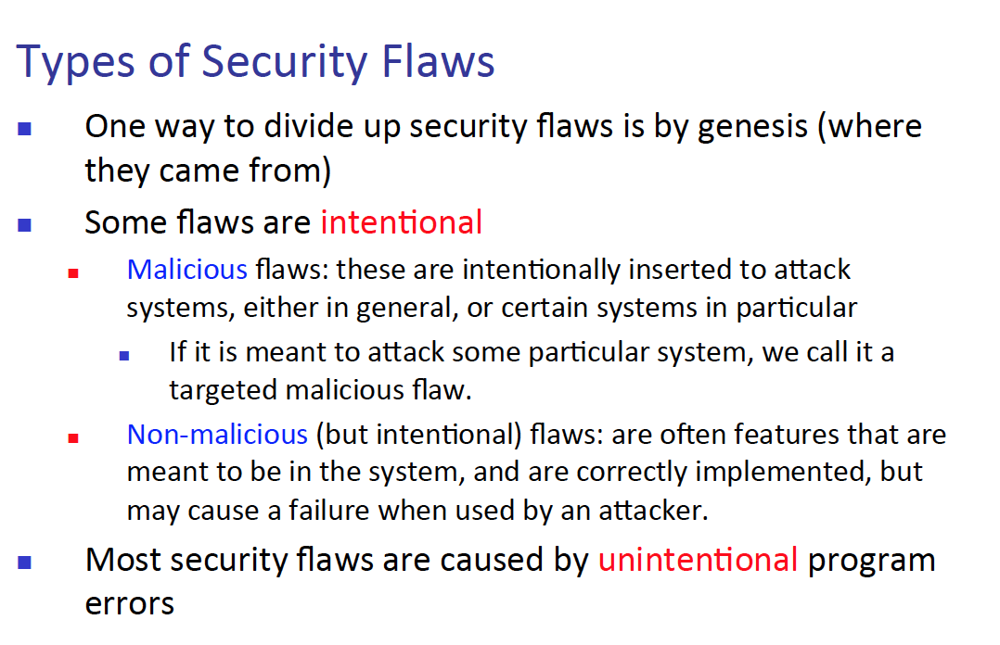 Types of Security Flaws
One way to divide up security flaws is by genesis (where
they came from)
Some flaws are intentional
Malicious flaws: these are intentionally inserted to attack
systems, either in general, or certain systems in particular
If it is meant to attack some particular system, we call it a
targeted malicious flaw.
Non-malicious (but intentional) flaws: are often features that are
meant to be in the system, and are correctly implemented, but
may cause a failure when used by an attacker.
Most security flaws are caused by unintentional program
errors